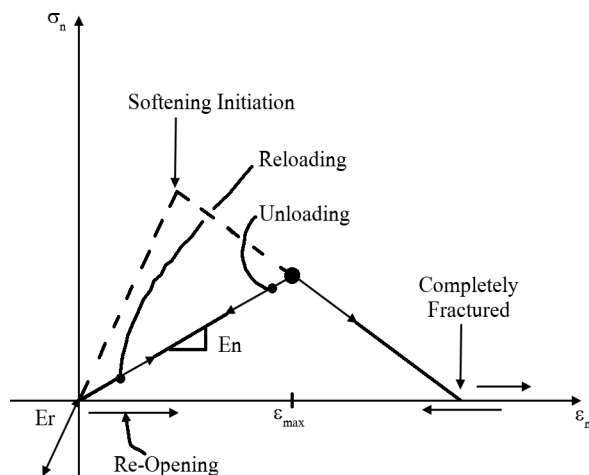 σn
Softening Initiation
Reloading
Unloading
Completely
Fractured
En
Er
εmax
εn
Re-Opening